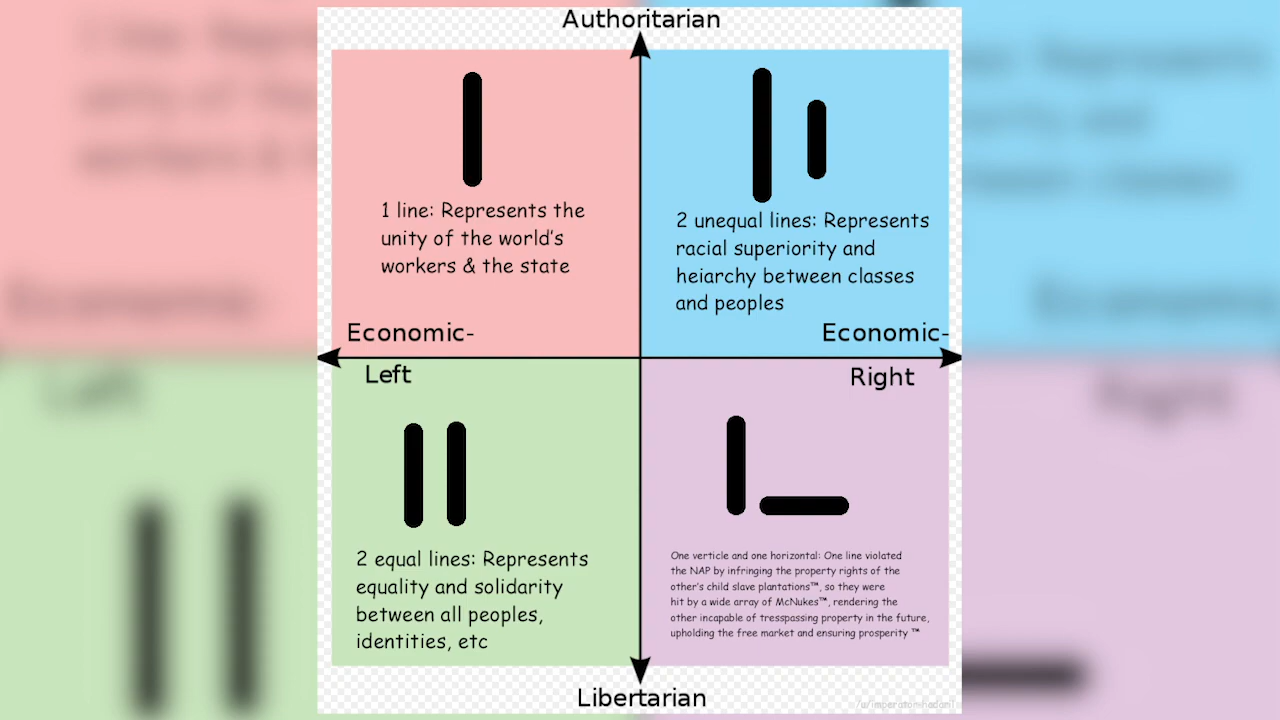 Authoritarian
1 line: Represents the
unity of the world's
workers & the state
2 unequal lines: Represents
racial superiority and
heiarchy between classes
and peoples
Economic-
Left
Economic-
Right
2 equal lines: Represents
equality and solidarity
between all peoples,
identities, etc
One verticle and one horizontal: One line violated
the NAP by infringing the property rights of the
other's child slave plantations™, so they were
hit by a wide array of McNukes™, rendering the
other incapable of tresspassing property in the future,
upholding the free market and ensuring prosperity ™
Libertarian